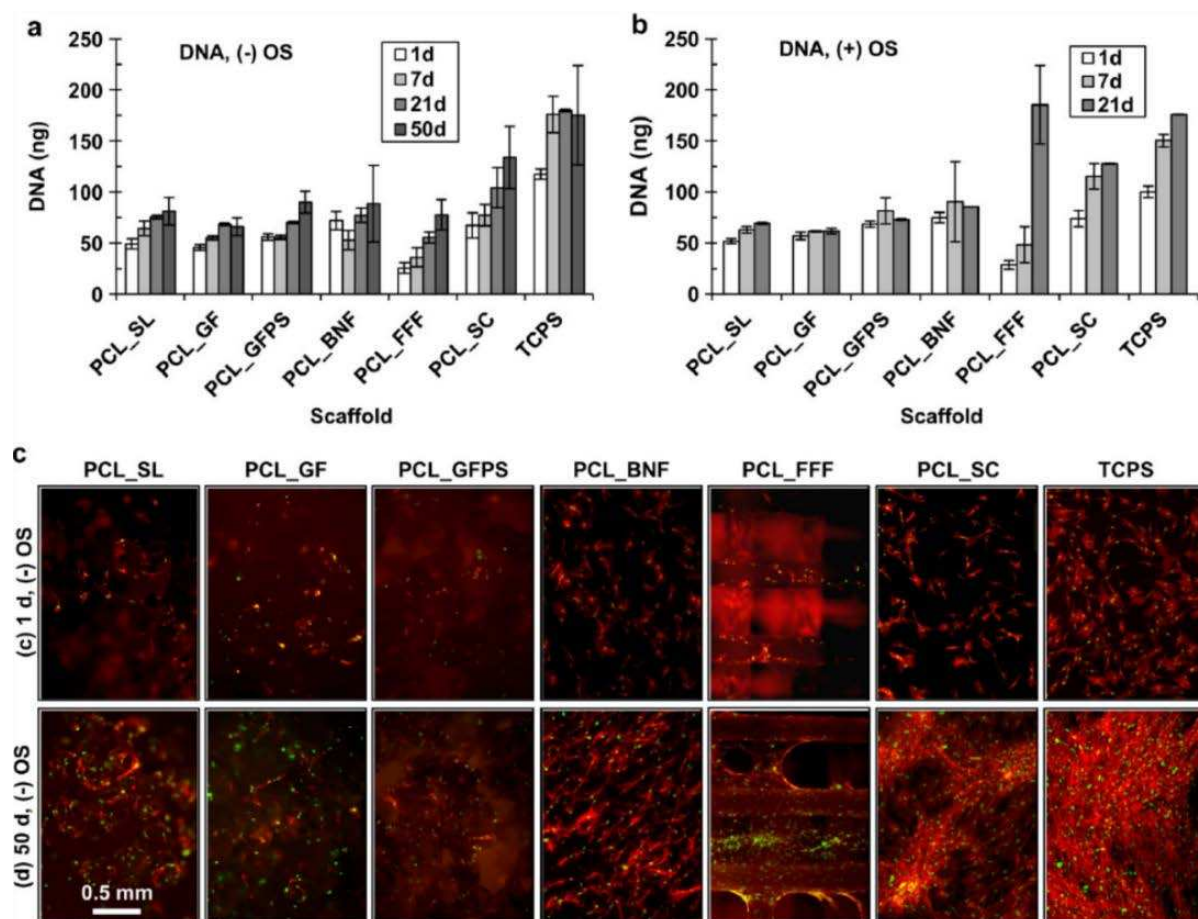 a
DNA, (-) OS
1d
7d
21d
50d
DNA (ng)
250
200
150
100
50
0
PCL_SL
PCL_GF
PCL_GFPS
PCL_BNF
PCL_FFF
PCL_SC
TCPS
Scaffold
b
DNA, (+) OS
1d
7d
21d
DNA (ng)
250
200
150
100
50
0
PCL_SL
PCL_GF
PCL_GFPS
PCL_BNF
PCL_FFF
PCL_SC
TCPS
Scaffold
c
PCL_SL PCL_GF PCL_GFPS PCL_BNF PCL_FFF PCL_SC TCPS
(c) 1 d, (-) OS
(d) 50 d, (-) OS
0.5 mm